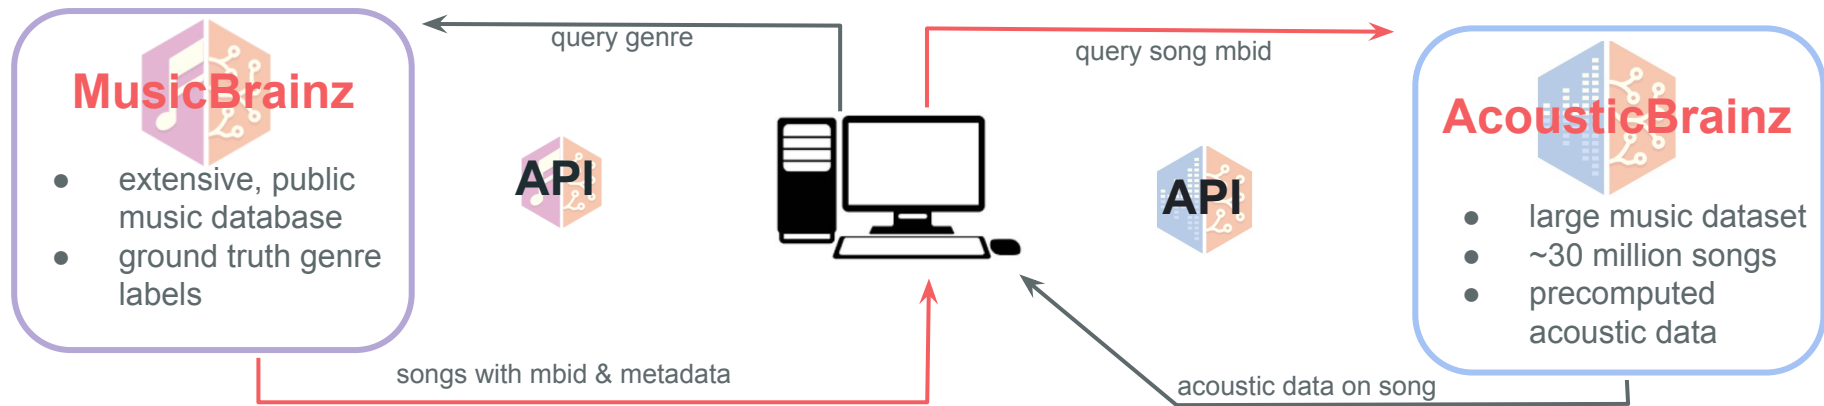 query genre
query song mbid
MusicBrainz
● extensive, public
music database
● ground truth genre
labels
API
API
AcousticBrainz
● large music dataset
● ~30 million songs
● precomputed
acoustic data
songs with mbid & metadata
acoustic data on song